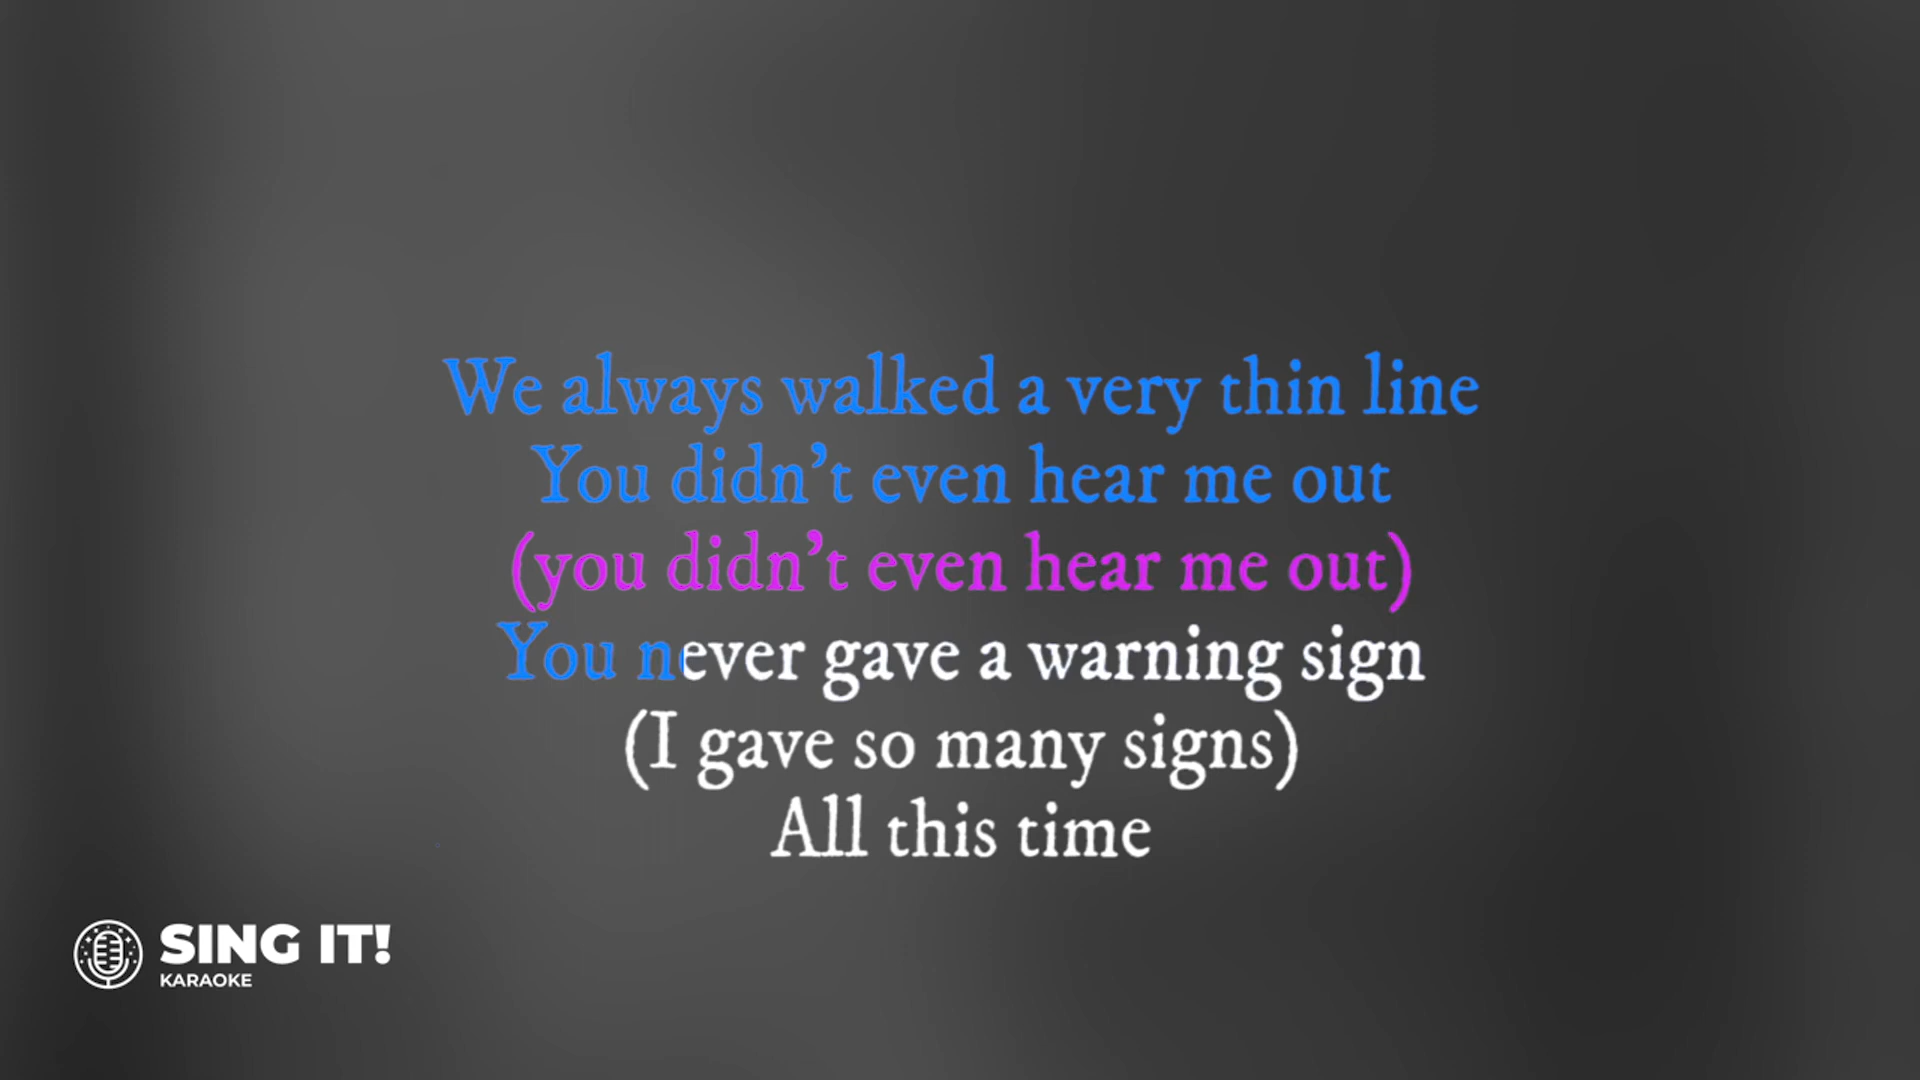 We always walked a very thin line
You didn’t even hear me out
(you didn’t even hear me out)
You never gave a warning sign
(I gave so many signs)
All this time
SING IT!
KARAOKE